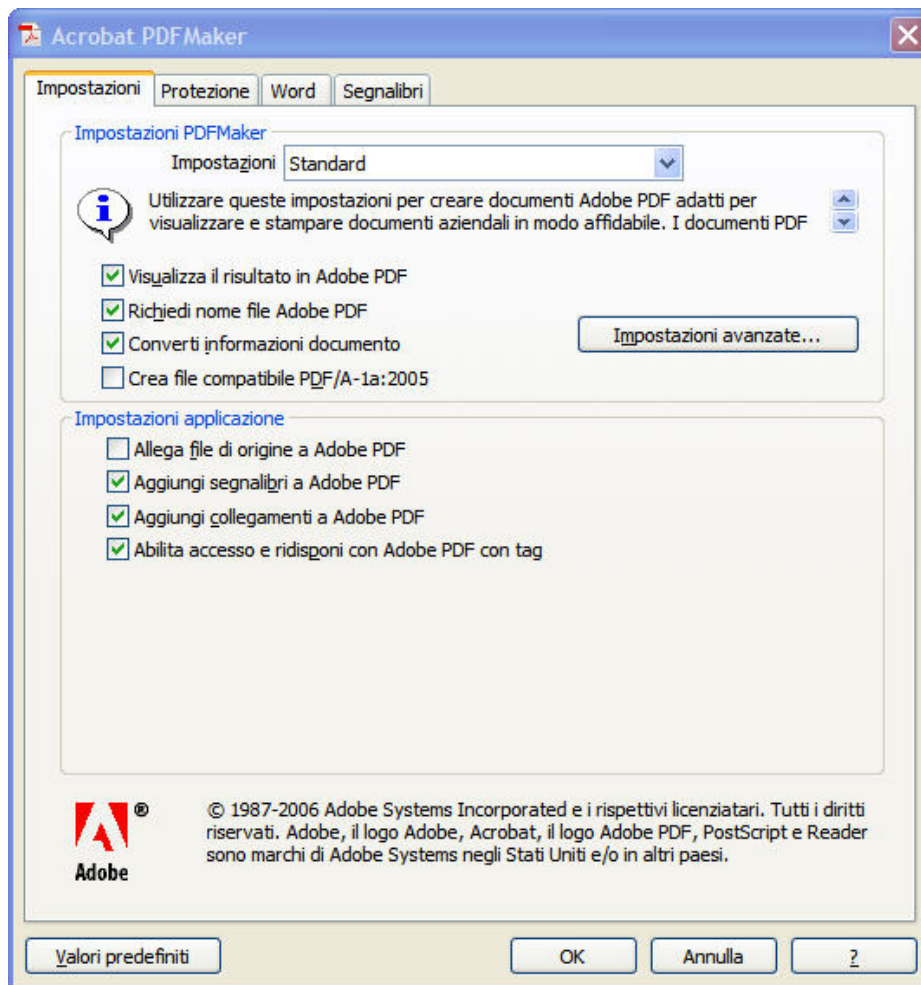 Acrobat PDFMaker
Impostazioni Protezione Word Segnalibri
Impostazioni PDFMaker
Impostazioni Standard
Utilizzare queste impostazioni per creare documenti Adobe PDF adatti per
visualizzare e stampare documenti aziendali in modo affidabile. I documenti PDF
Visualizza il risultato in Adobe PDF
Richiedi nome file Adobe PDF
Converti informazioni documento
Impostazioni avanzate...
Crea file compatibile PDF/A-1a:2005
Impostazioni applicazione
Allega file di origine a Adobe PDF
Aggiungi segnalibri a Adobe PDF
Aggiungi collegamenti a Adobe PDF
Abilita accesso e ridisponi con Adobe PDF con tag
® © 1987-2006 Adobe Systems Incorporated e i rispettivi licenziatari. Tutti i diritti
riservati. Adobe, il logo Adobe, Acrobat, il logo Adobe PDF, PostScript e Reader
sono marchi di Adobe Systems negli Stati Uniti e/o in altri paesi.
Adobe
Valori predefiniti OK Annulla ?